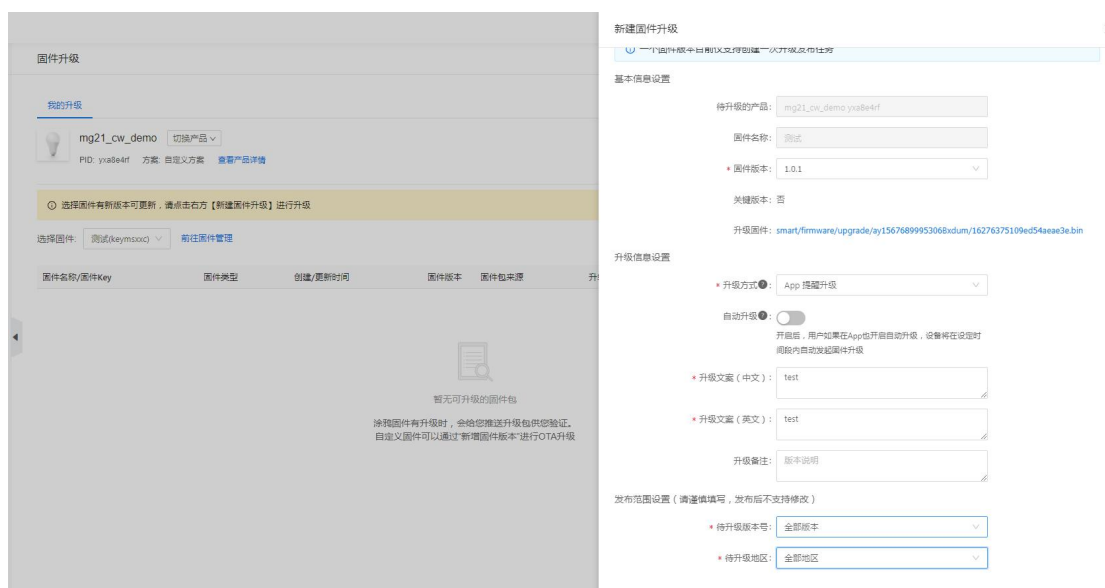 固件升级
我的升级
mg21_cw_demo 切换产品
PID: yxa8e4rf 方案: 自定义方案 查看产品详情
选择固件有新版本可更新，请点击右方【新建固件升级】进行升级
选择固件: 测试(keymsxxc) 前往固件管理
固件名称/固件Key 固件类型 创建/更新时间 固件版本 固件包来源 升
暂无可升级的固件包
涂鸦固件有升级时，会给您推送升级包供您验证。
自定义固件可以通过“新增固件版本”进行OTA升级
新建固件升级
一个固件版本目前仅支持创建一次升级发布任务
基本信息设置
待升级的产品: mg21_cw_demo yxa8e4rf
固件名称: 测试
* 固件版本: 1.0.1
关键版本: 否
升级固件: smart/firmware/upgrade/ay1567689995306Bxdum/16276375109ed54aeae3e.bin
升级信息设置
* 升级方式: App 提醒升级
自动升级:
开启后，用户如果在App也开启自动升级，设备将在设定时
间段内自动发起固件升级
* 升级文案（中文）: test
* 升级文案（英文）: test
升级备注: 版本说明
发布范围设置（请谨慎填写，发布后不支持修改）
* 待升级版本号: 全部版本
* 待升级地区: 全部地区